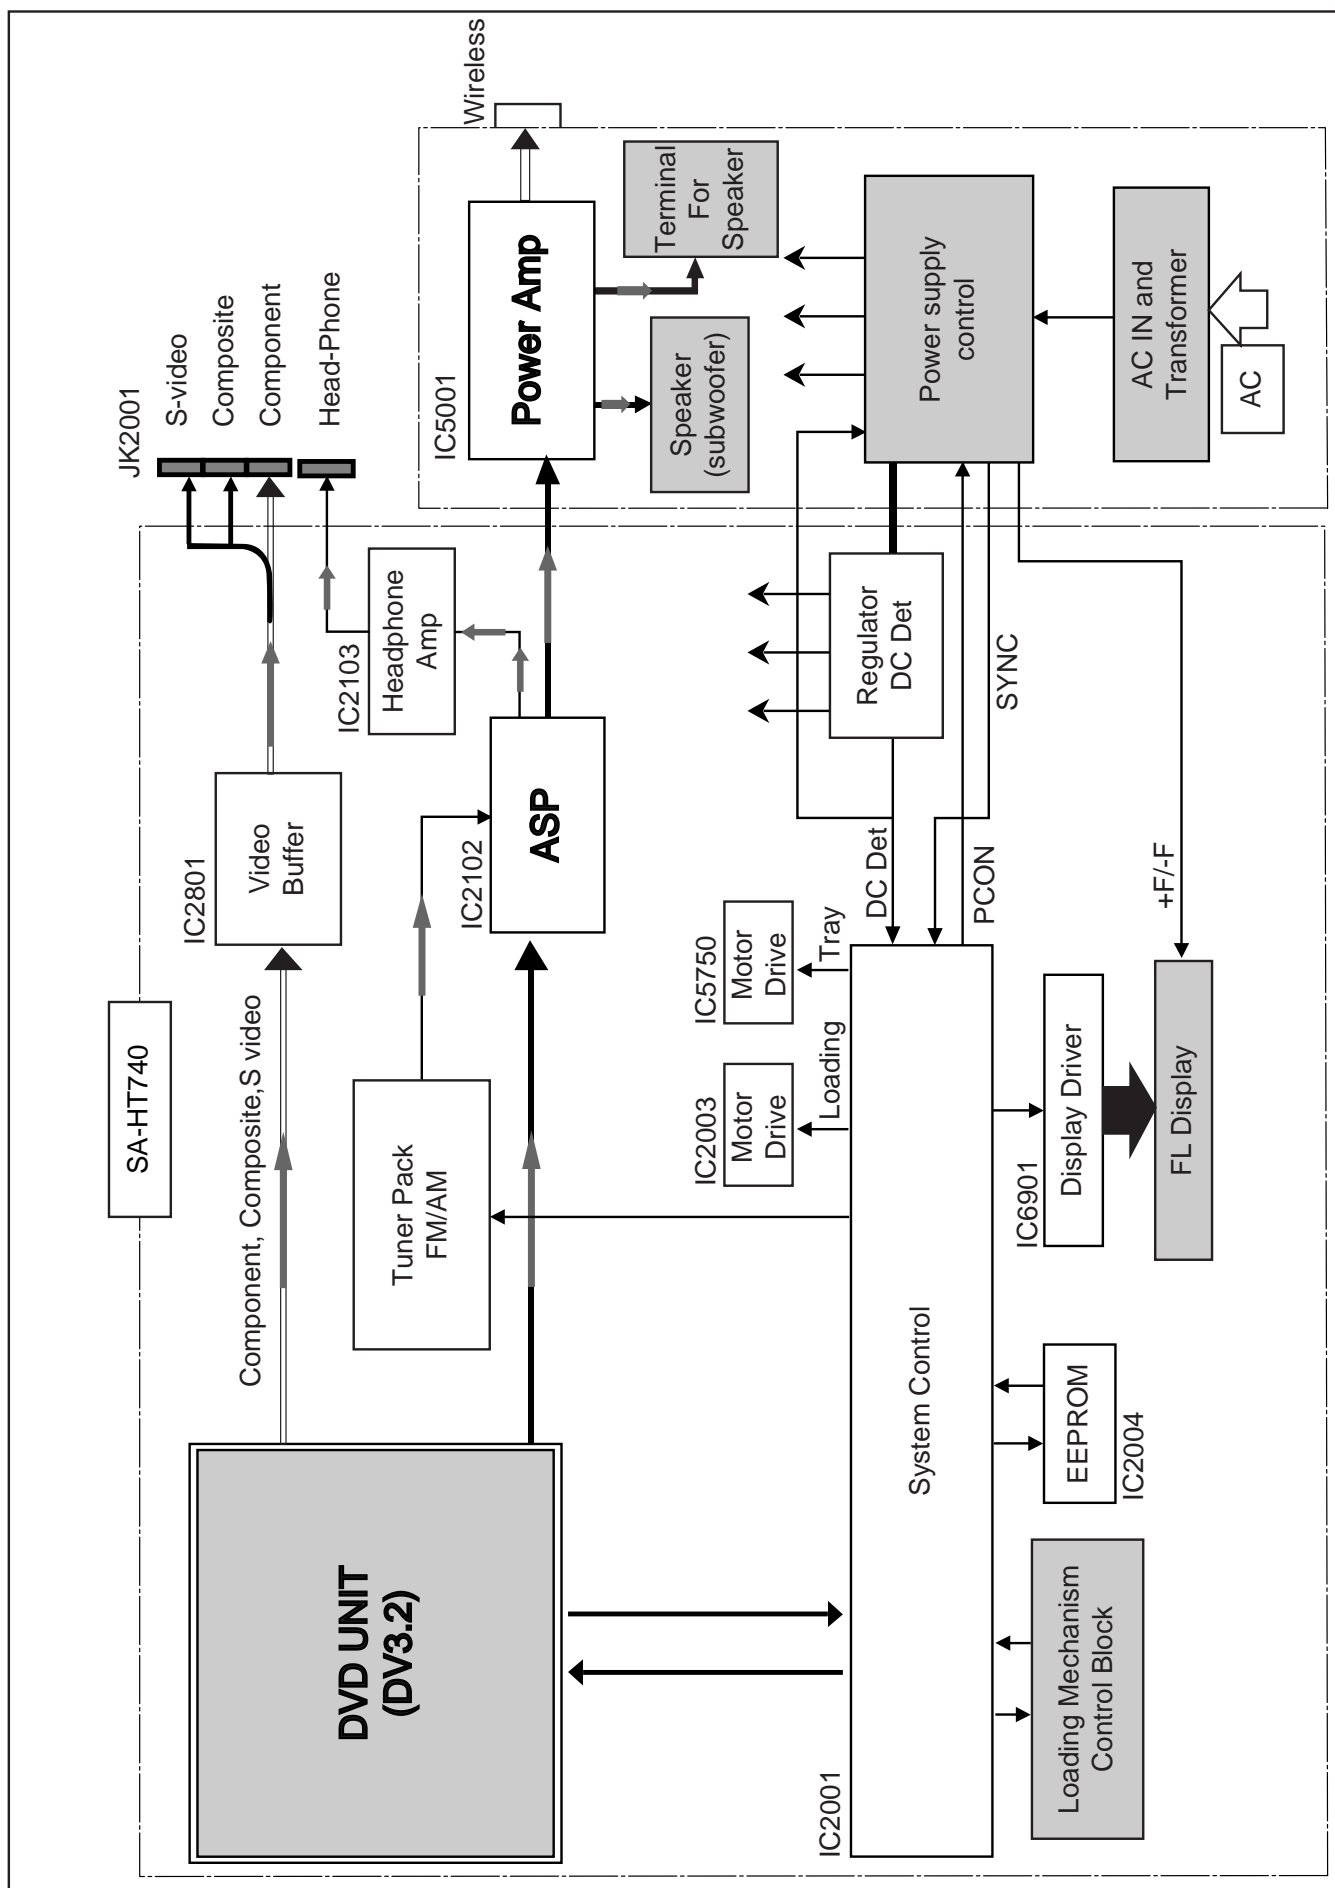 SA-HT740
JK2001
S-video
Composite
Component
Head-Phone
Wireless
IC2801
Video
Buffer
Component, Composite,S video
IC2103
Headphone
Amp
IC5001
Power Amp
Terminal
For
Speaker
Speaker
(subwoofer)
DVD UNIT
(DV3.2)
Tuner Pack
FM/AM
IC2102
ASP
IC2003
Motor
Drive
Loading
IC5750
Motor
Drive
Tray
Regulator
DC Det
DC Det
SYNC
PCON
+F/-F
Power supply
control
AC IN and
Transformer
AC
IC2001
System Control
Loading Mechanism
Control Block
EEPROM
IC2004
IC6901
Display Driver
FL Display